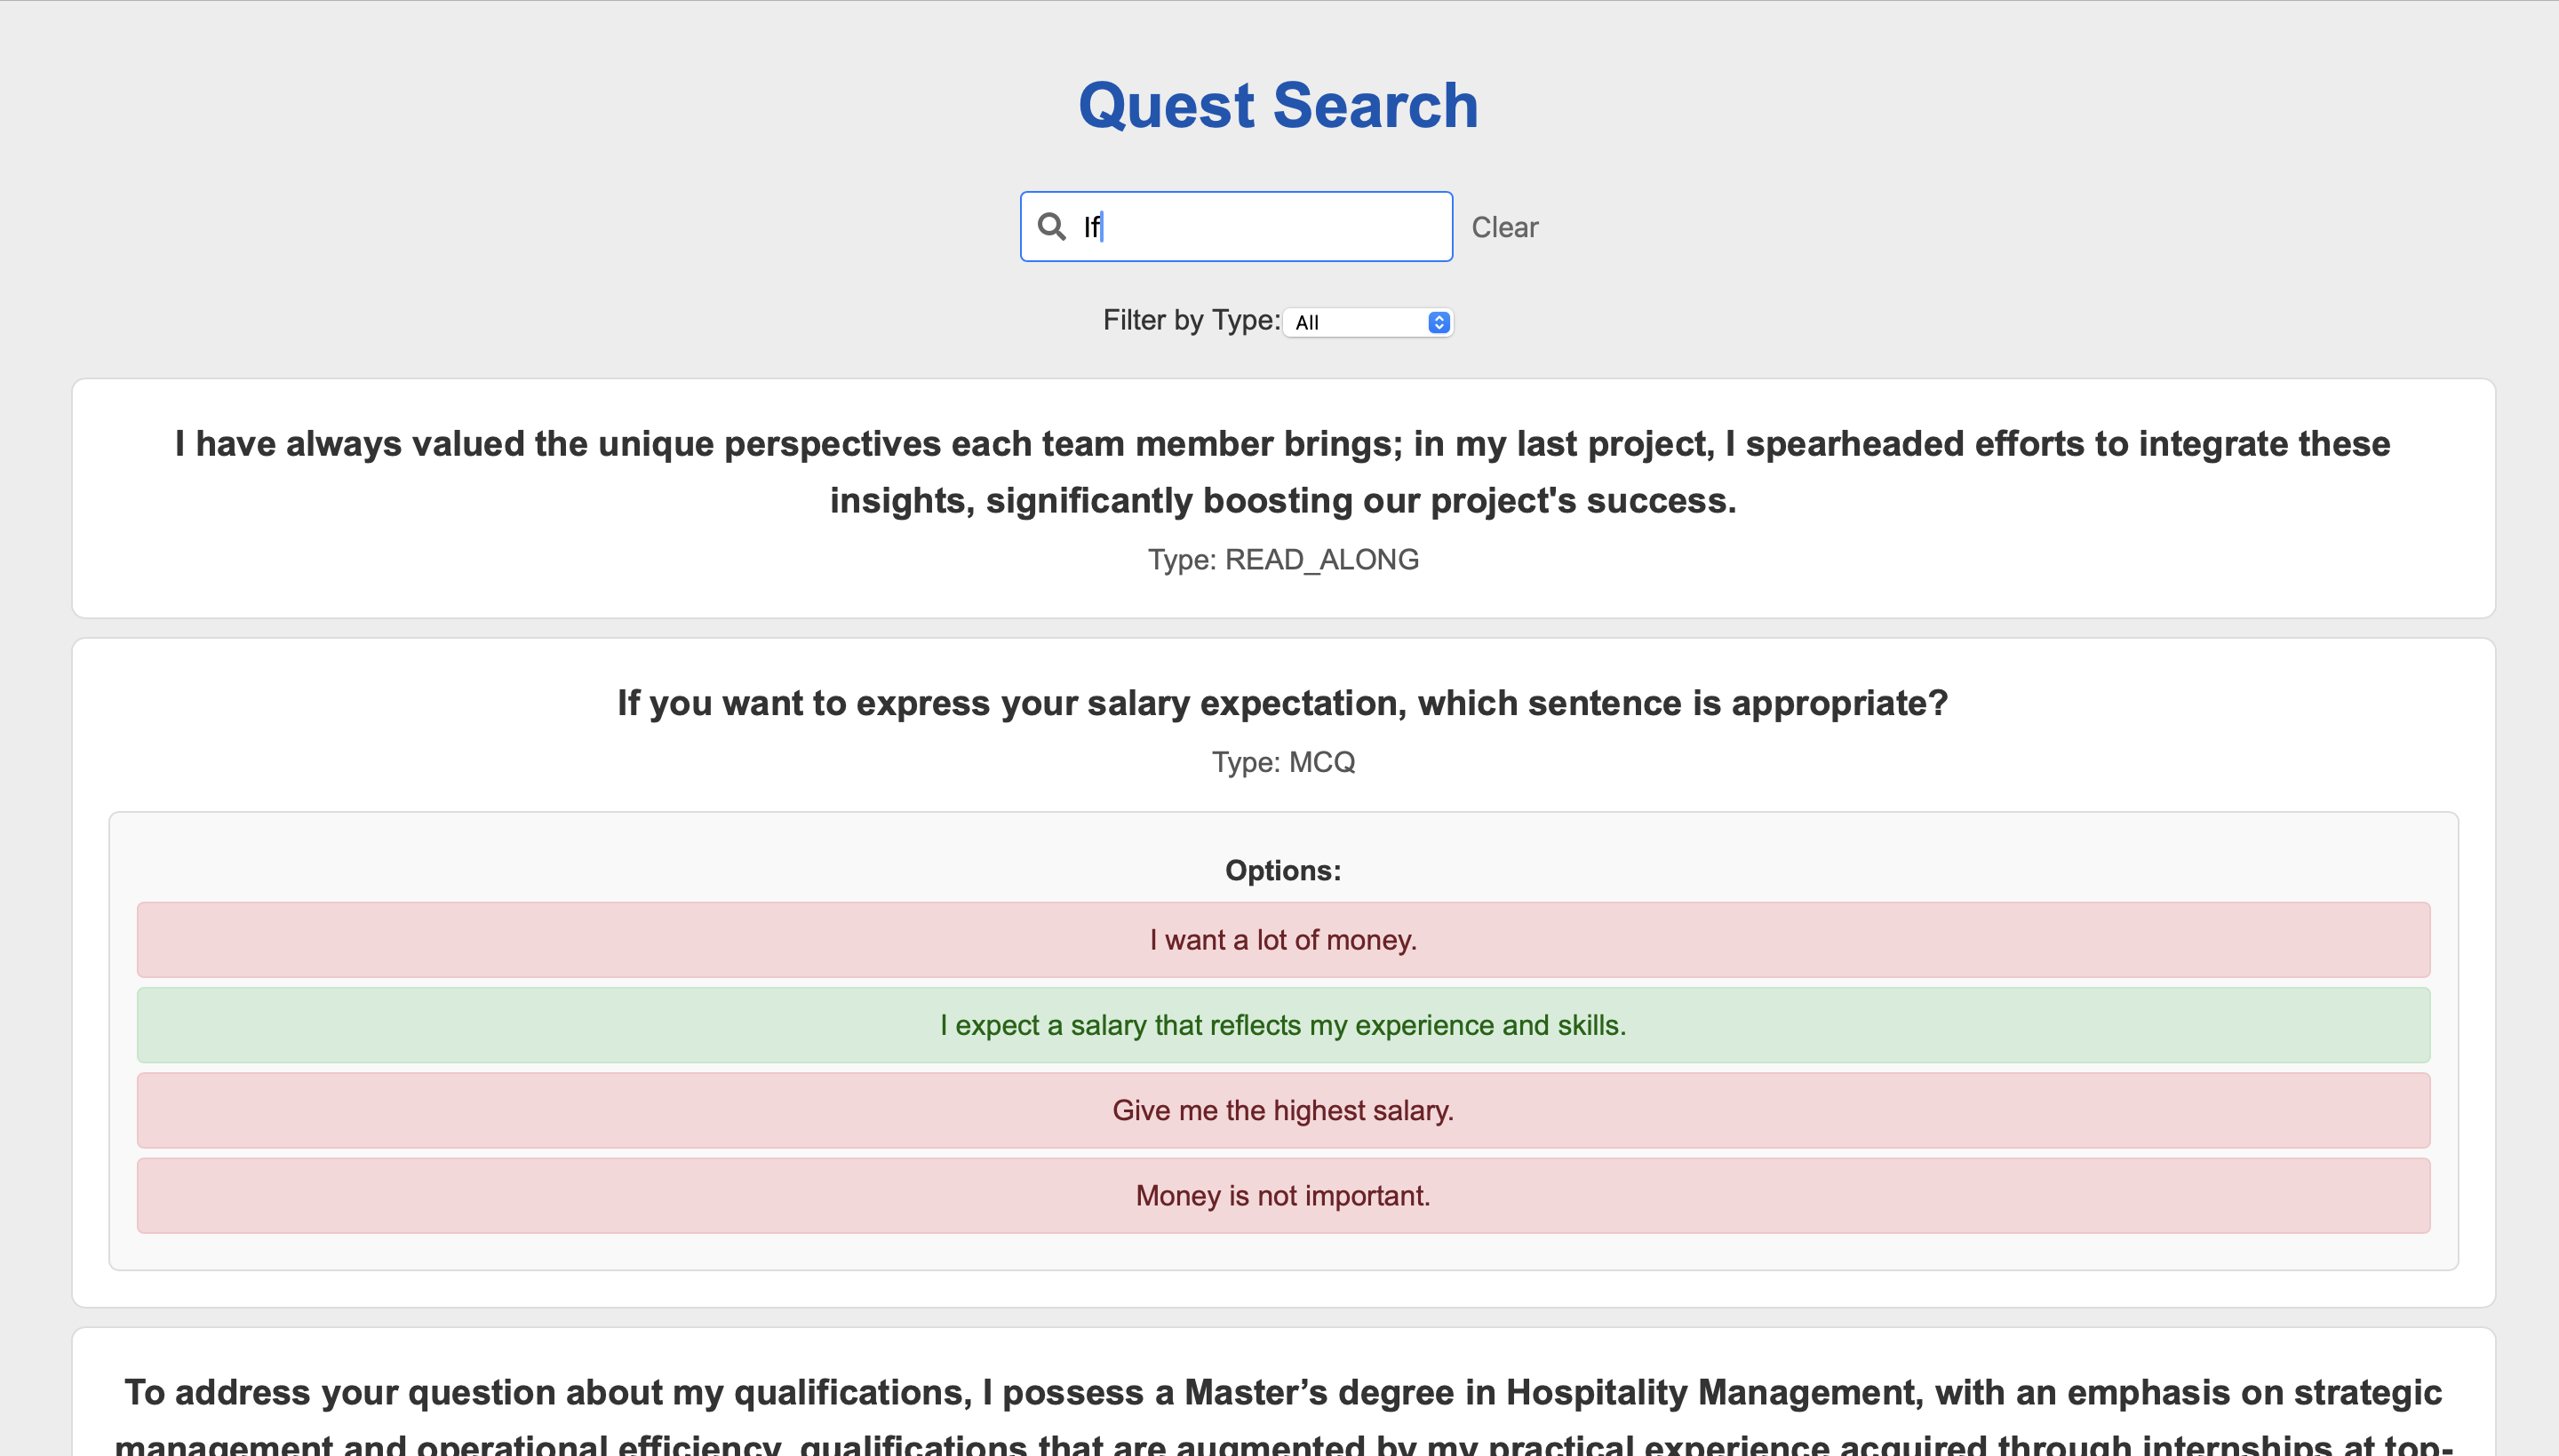 Quest Search
If
Clear
Filter by Type: All
I have always valued the unique perspectives each team member brings; in my last project, I spearheaded efforts to integrate these
insights, significantly boosting our project's success.
Type: READ_ALONG
If you want to express your salary expectation, which sentence is appropriate?
Type: MCQ
Options:
I want a lot of money.
I expect a salary that reflects my experience and skills.
Give me the highest salary.
Money is not important.
To address your question about my qualifications, I possess a Master’s degree in Hospitality Management, with an emphasis on strategic
management and operational efficiency, qualifications that are augmented by my practical experience acquired through internships at top-